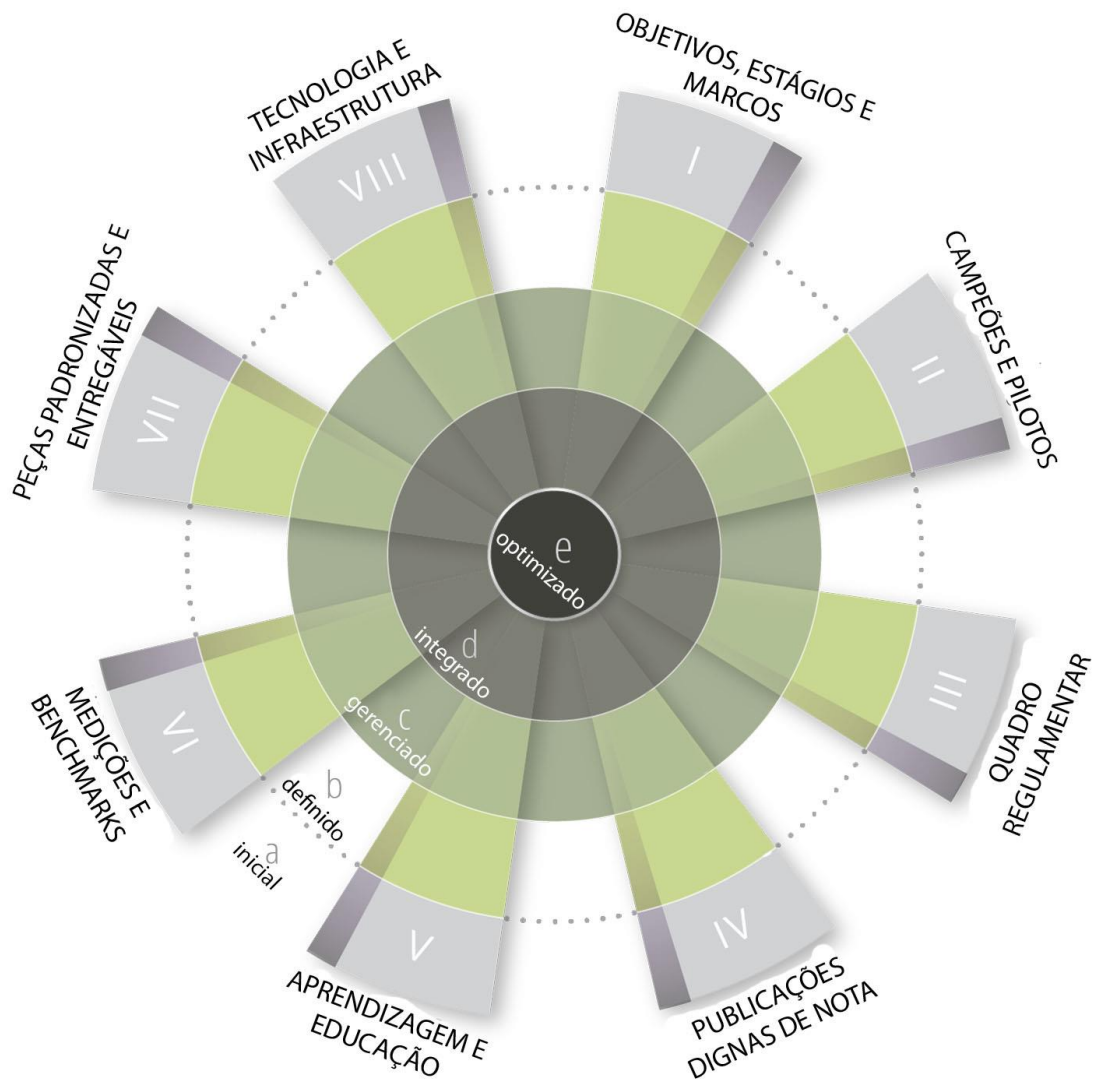 OBJETIVOS, ESTÁGIOS E
MARCOS
I
CAMPEÕES E PILOTOS
II
QUADRO
REGULAMENTAR
III
PUBLICAÇÕES
DIGNAS DE NOTA
IV
APRENDIZAGEM E
EDUCAÇÃO
V
MEDIÇÕES E
BENCHMARKS
VI
PEÇAS PADRONIZADAS E
ENTREGÁVEIS
VII
TECNOLOGIA E
INFRAESTRUTURA
VIII
e
optimizado
d
integrado
c
gerenciado
b
definido
a
inicial